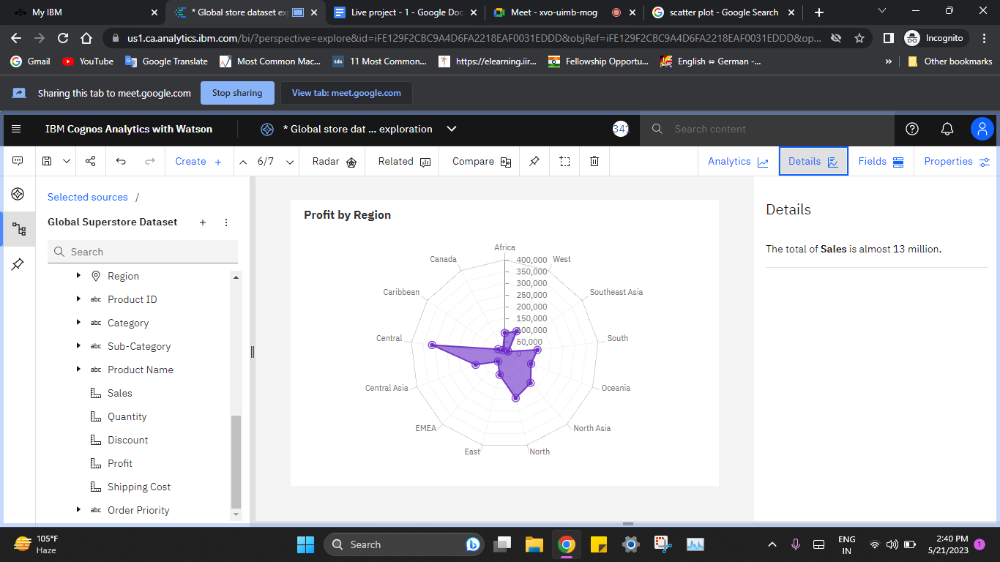 My IBM
* Global store dataset ex
Live project - 1 - Google Doc
Meet - xvo-uimb-mog
scatter plot - Google Search
us1.ca.analytics.ibm.com/bi/?perspective=explore&id=iFE129F2CBC9A4D6FA2218EAF0031EDDD&objRef=iFE129F2CBC9A4D6FA2218EAF0031EDDD&op...
Incognito
Gmail
YouTube
Google Translate
Most Common Mac...
tds
11 Most Common...
https://elearning.iir...
Fellowship Opportu...
English ⇔ German -...
»
Other bookmarks
Sharing this tab to meet.google.com
Stop sharing
View tab: meet.google.com
IBM Cognos Analytics with Watson
* Global store dat ... exploration
341
Search content
Create +
6/7
Radar
Related
Compare
Analytics
Details
Fields
Properties
Selected sources /
Global Superstore Dataset
Search
Region
abc Product ID
abc Category
abc Sub-Category
abc Product Name
Sales
Quantity
Discount
Profit
Shipping Cost
abc Order Priority
Profit by Region
Africa
West
Southeast Asia
South
Oceania
North Asia
North
East
EMEA
Central Asia
Central
Caribbean
Canada
400,000
350,000
300,000
250,000
200,000
150,000
100,000
50,000
0
Details
The total of Sales is almost 13 million.
105°F
Haze
Search
ENG
IN
2:40 PM
5/21/2023
1